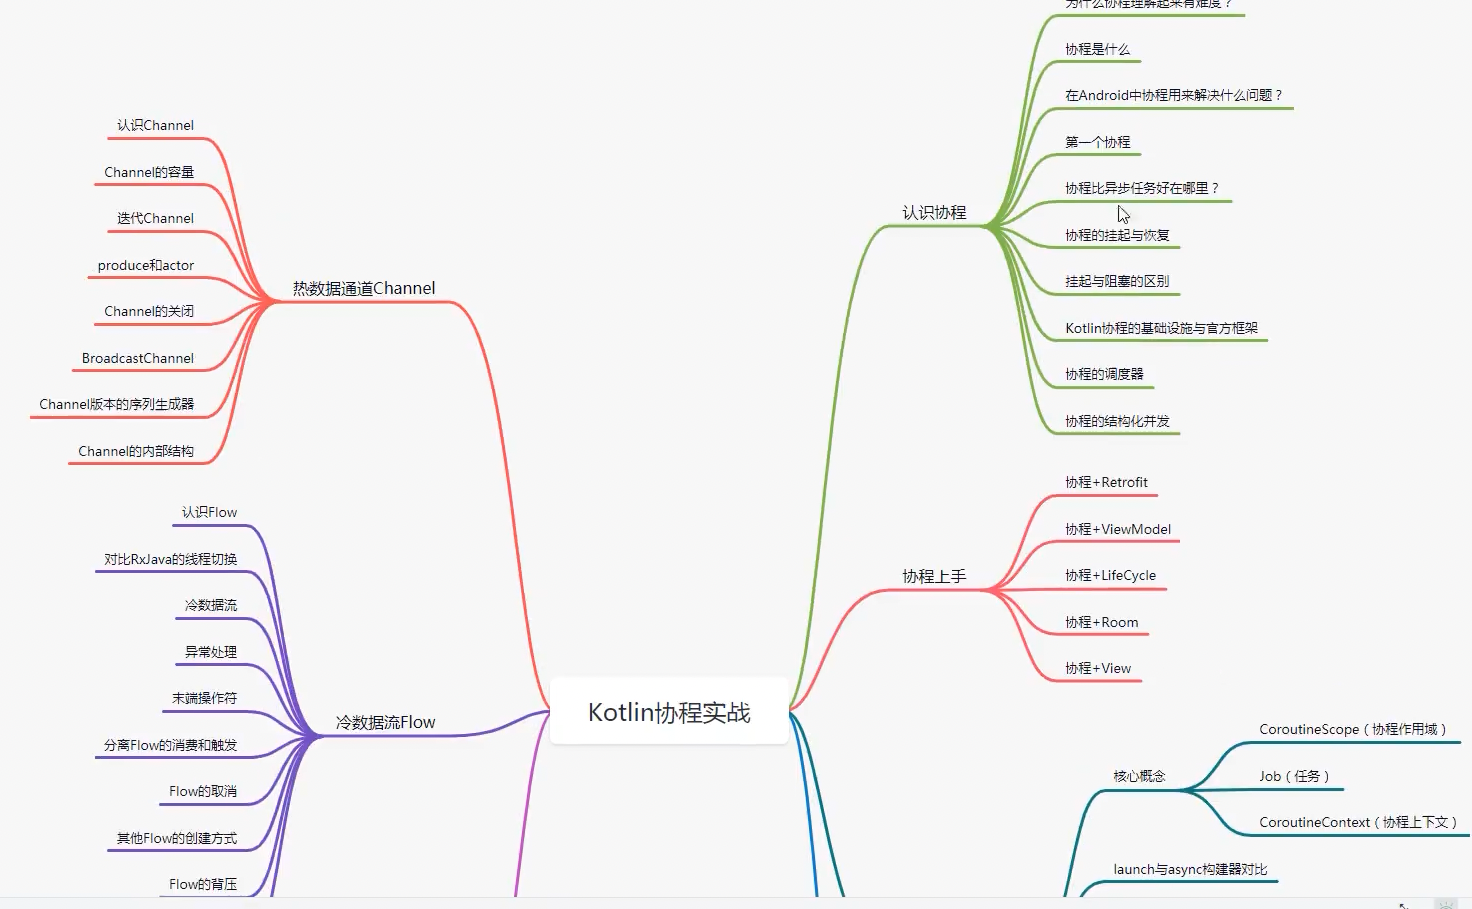 为什么协程理解起来有难度？
协程是什么
在Android中协程用来解决什么问题？
第一个协程
协程比异步任务好在哪里？
认识协程
协程的挂起与恢复
挂起与阻塞的区别
Kotlin协程的基础设施与官方框架
协程的调度器
协程的结构化并发
认识Channel
Channel的容量
迭代Channel
produce和actor
热数据通道Channel
Channel的关闭
BroadcastChannel
Channel版本的序列生成器
Channel的内部结构
协程+Retrofit
协程+ViewModel
协程上手
协程+LifeCycle
协程+Room
协程+View
认识Flow
对比RxJava的线程切换
冷数据流
异常处理
末端操作符
冷数据流Flow
分离Flow的消费和触发
Flow的取消
其他Flow的创建方式
Flow的背压
Kotlin协程实战
CoroutineScope（协程作用域）
核心概念
Job（任务）
CoroutineContext（协程上下文）
launch与async构建器对比